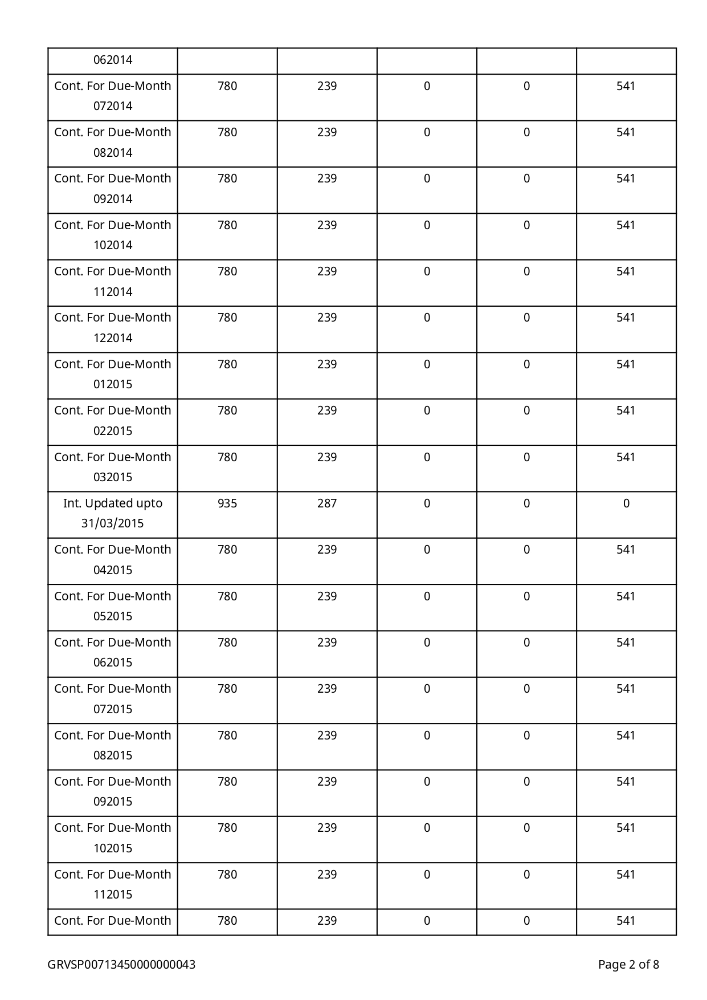 062014
Cont. For Due-Month 780 239 0 0 541
072014
Cont. For Due-Month 780 239 0 0 541
082014
Cont. For Due-Month 780 239 0 0 541
092014
Cont. For Due-Month 780 239 0 0 541
102014
Cont. For Due-Month 780 239 0 0 541
112014
Cont. For Due-Month 780 239 0 0 541
122014
Cont. For Due-Month 780 239 0 0 541
012015
Cont. For Due-Month 780 239 0 0 541
022015
Cont. For Due-Month 780 239 0 0 541
032015
Int. Updated upto 935 287 0 0 0
31/03/2015
Cont. For Due-Month 780 239 0 0 541
042015
Cont. For Due-Month 780 239 0 0 541
052015
Cont. For Due-Month 780 239 0 0 541
062015
Cont. For Due-Month 780 239 0 0 541
072015
Cont. For Due-Month 780 239 0 0 541
082015
Cont. For Due-Month 780 239 0 0 541
092015
Cont. For Due-Month 780 239 0 0 541
102015
Cont. For Due-Month 780 239 0 0 541
112015
Cont. For Due-Month 780 239 0 0 541
GRVSP00713450000000043 Page 2 of 8